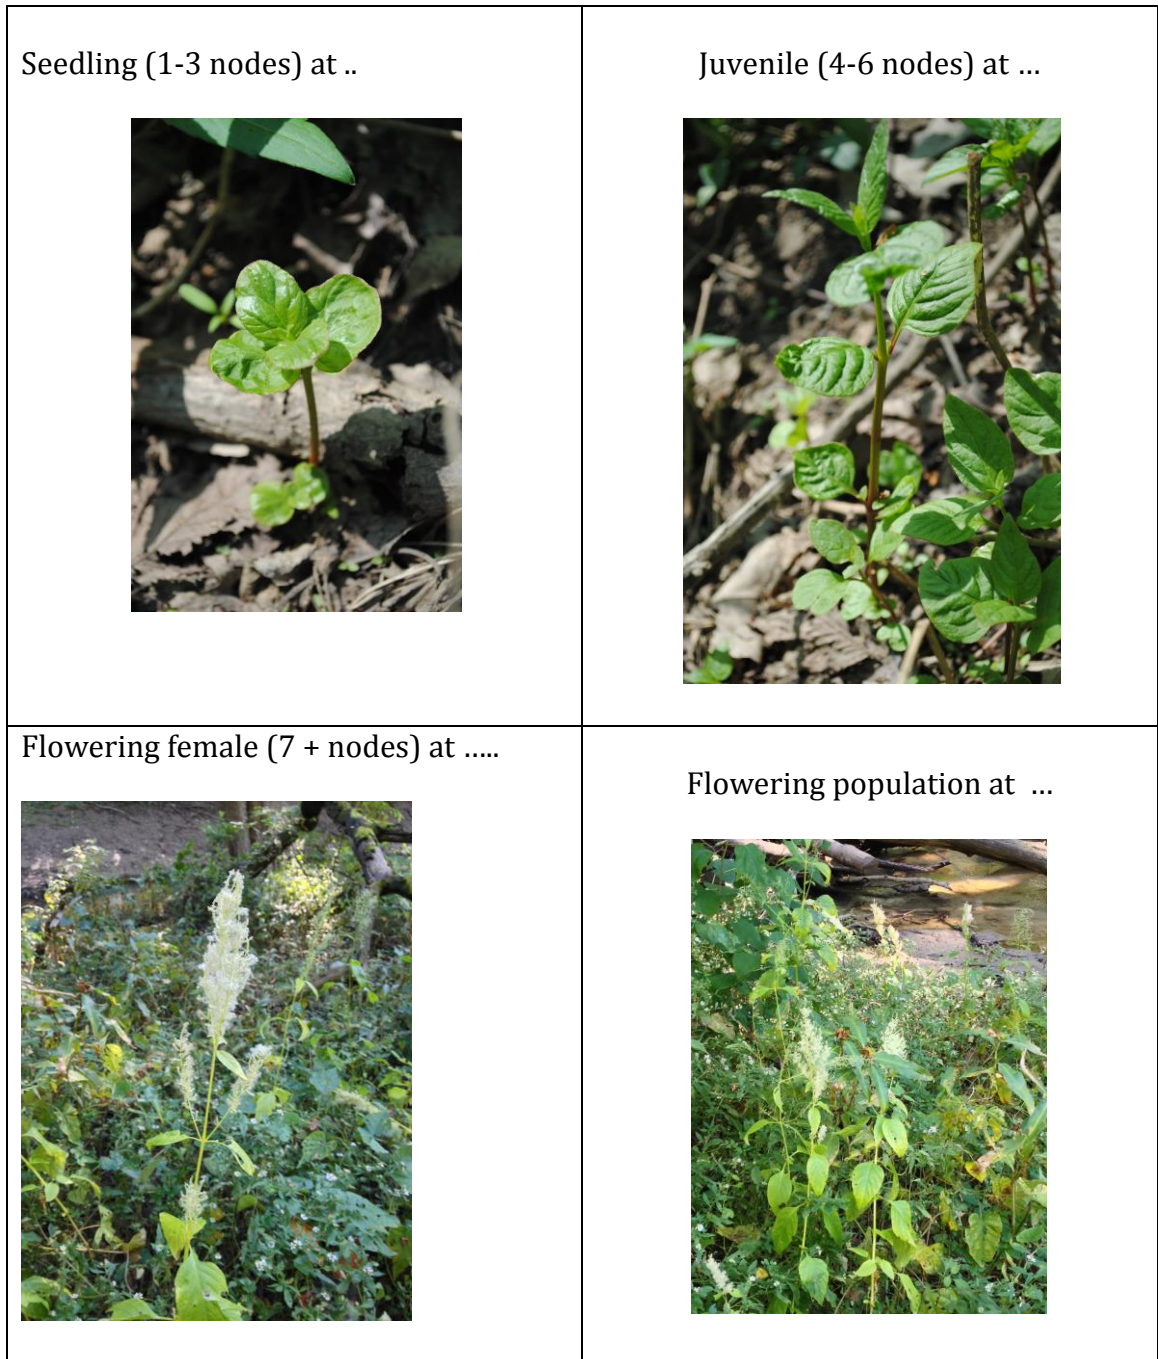 Seedling (1-3 nodes) at ..
Juvenile (4-6 nodes) at ...
Flowering female (7 + nodes) at .....
Flowering population at ...